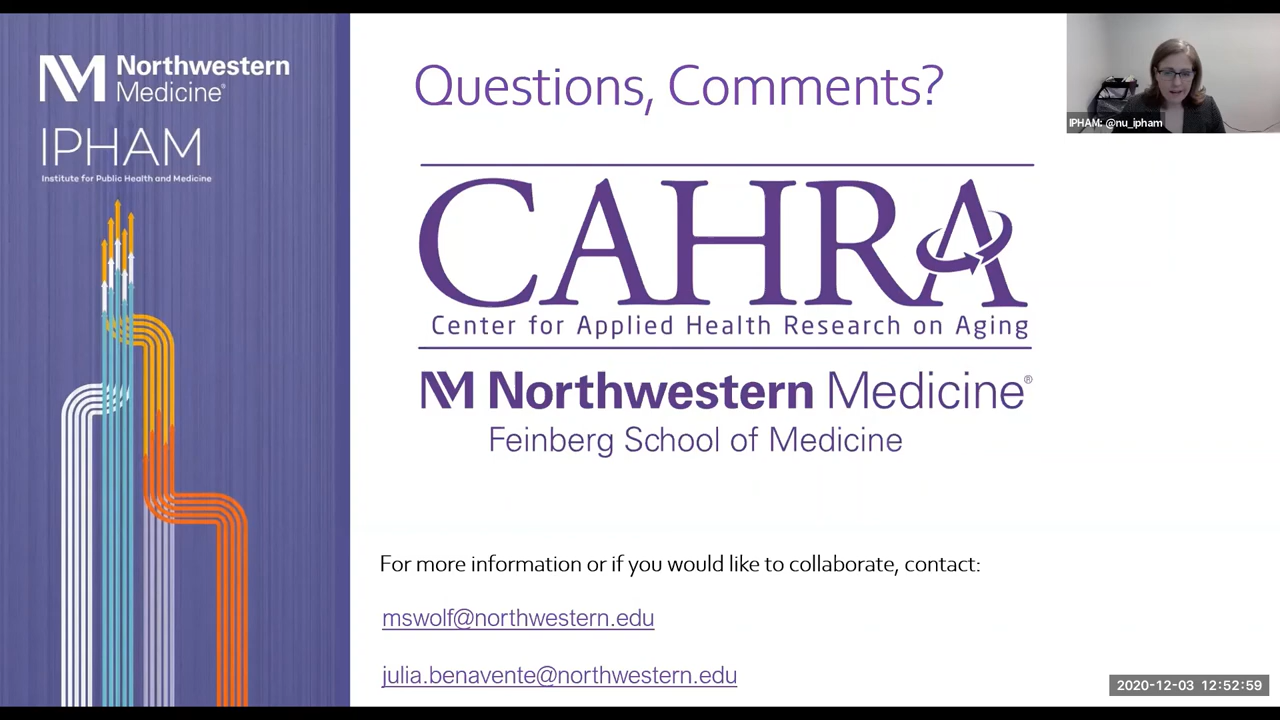 Northwestern
Medicine®
IPHAM
Institute for Public Health and Medicine
Questions, Comments?
IPHAM: @nu_ipham
CAHRA
Center for Applied Health Research on Aging
NM Northwestern Medicine®
Feinberg School of Medicine
For more information or if you would like to collaborate, contact:
mswolf@northwestern.edu
julia.benavente@northwestern.edu
2020-12-03 12:52:59